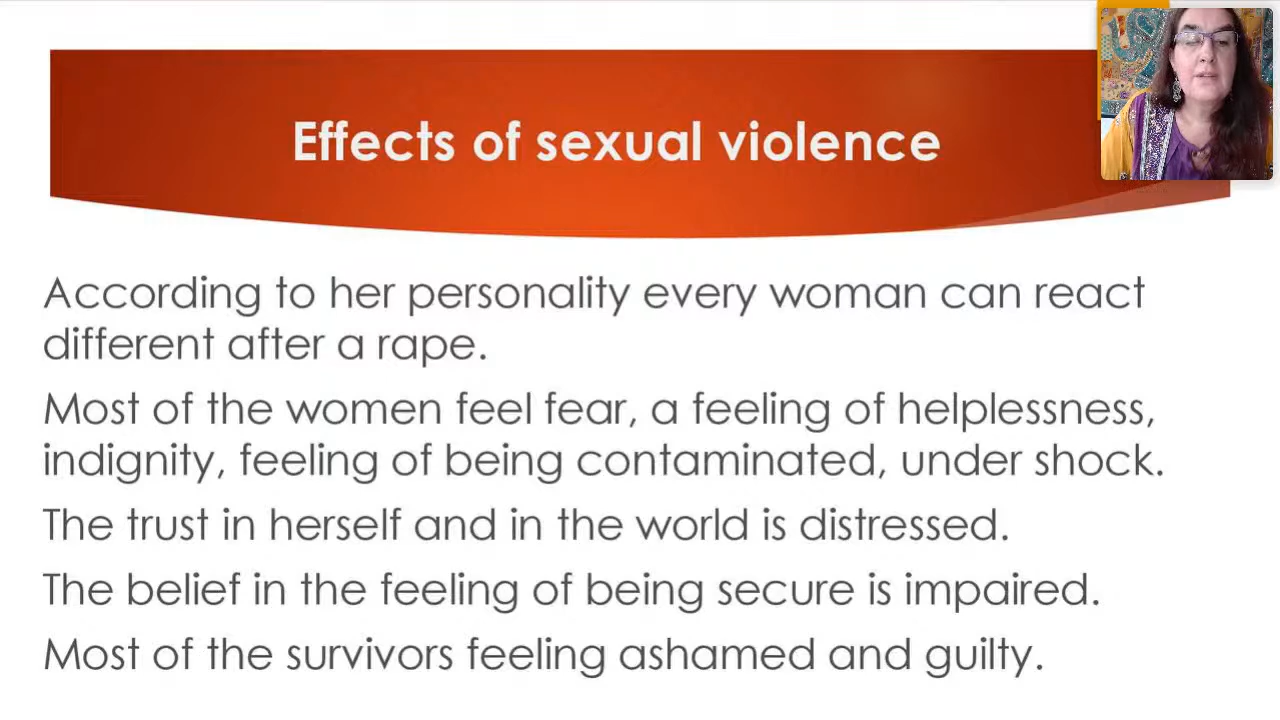 Effects of sexual violence
According to her personality every woman can react
different after a rape.
Most of the women feel fear, a feeling of helplessness,
indignity, feeling of being contaminated, under shock.
The trust in herself and in the world is distressed.
The belief in the feeling of being secure is impaired.
Most of the survivors feeling ashamed and guilty.